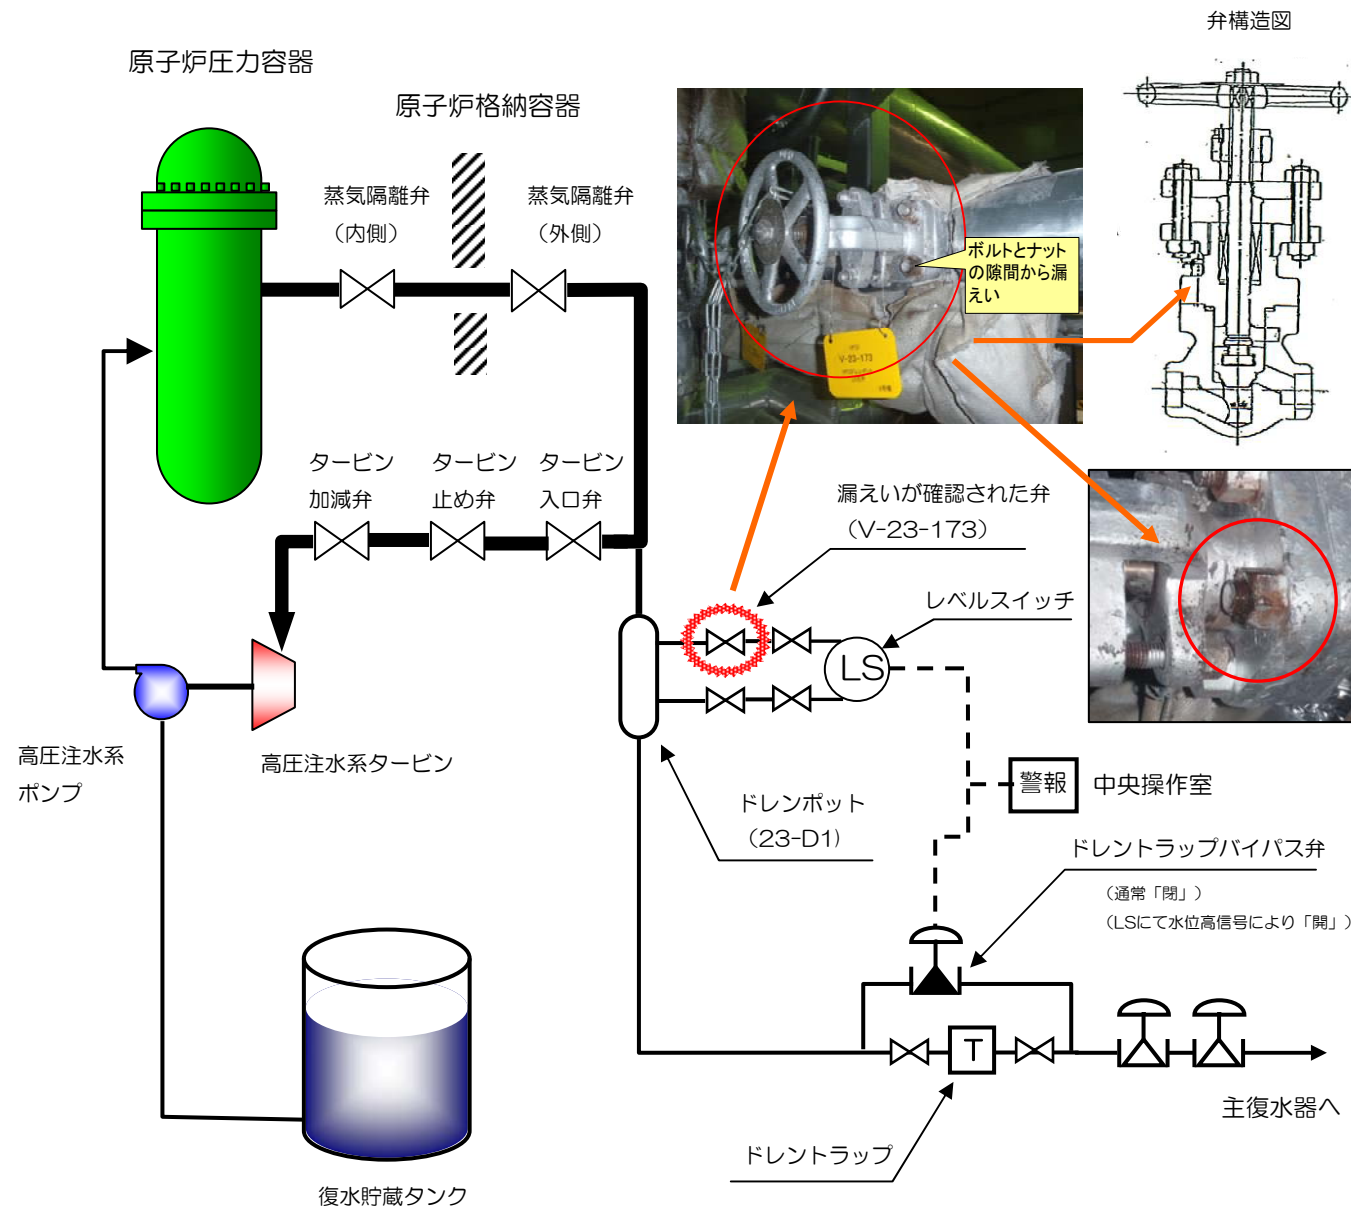 弁構造図
原子炉圧力容器
原子炉格納容器
蒸気隔離弁
（内側）
蒸気隔離弁
（外側）
ボルトとナット
の隙間から漏
えい
V-23-173
タービン
加減弁
タービン
止め弁
タービン
入口弁
漏えいが確認された弁
（V-23-173）
レベルスイッチ
LS
高圧注水系
ポンプ
高圧注水系タービン
ドレンポット
（23-D1）
警報
中央操作室
ドレントラップバイパス弁
（通常「閉」）
（LSにて水位高信号により「開」）
T
主復水器へ
ドレントラップ
復水貯蔵タンク